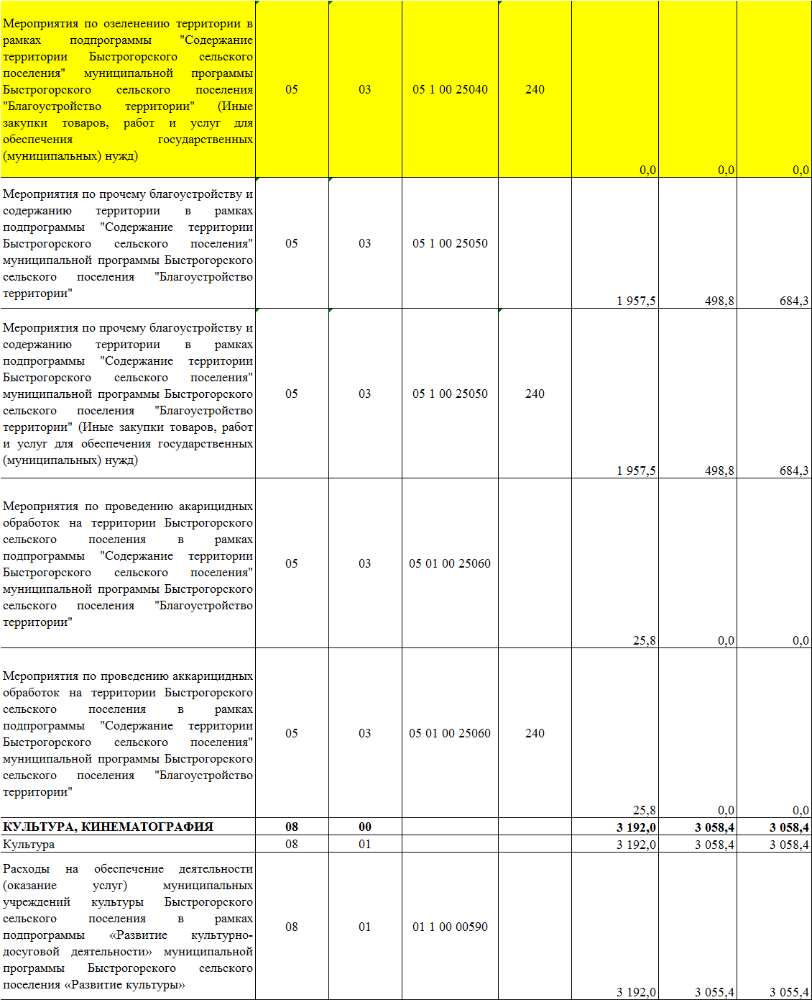 Мероприятия по озеленению территории в
рамках подпрограммы "Содержание
территории Быстрогорского сельского
поселения" муниципальной программы
Быстрогорского сельского поселения
"Благоустройство территории" (Иные
закупки товаров, работ и услуг для
обеспечения государственных
(муниципальных) нужд)
05 03 05 1 00 25040 240
0,0 0,0 0,0
Мероприятия по прочему благоустройству и
содержанию территории в рамках
подпрограммы "Содержание территории
Быстрогорского сельского поселения"
муниципальной программы Быстрогорского
сельского поселения "Благоустройство
территории"
05 03 05 1 00 25050
1 957,5 498,8 684,3
Мероприятия по прочему благоустройству и
содержанию территории в рамках
подпрограммы "Содержание территории
Быстрогорского сельского поселения"
муниципальной программы Быстрогорского
сельского поселения "Благоустройство
территории" (Иные закупки товаров, работ
и услуг для обеспечения государственных
(муниципальных) нужд)
05 03 05 1 00 25050 240
1 957,5 498,8 684,3
Мероприятия по проведению акарицидных
обработок на территории Быстрогорского
сельского поселения в рамках
подпрограммы "Содержание территории
Быстрогорского сельского поселения"
муниципальной программы Быстрогорского
сельского поселения "Благоустройство
территории"
05 03 05 01 00 25060
25,8 0,0 0,0
Мероприятия по проведению аккарицидных
обработок на территории Быстрогорского
сельского поселения в рамках
подпрограммы "Содержание территории
Быстрогорского сельского поселения"
муниципальной программы Быстрогорского
сельского поселения "Благоустройство
территории"
05 03 05 01 00 25060 240
25,8 0,0 0,0
КУЛЬТУРА, КИНЕМАТОГРАФИЯ 08 00 3 192,0 3 058,4 3 058,4
Культура 08 01 3 192,0 3 058,4 3 058,4
Расходы на обеспечение деятельности
(оказание услуг) муниципальных
учреждений культуры Быстрогорского
сельского поселения в рамках
подпрограммы «Развитие культурно-
досуговой деятельности» муниципальной
программы Быстрогорского сельского
поселения «Развитие культуры»
08 01 01 1 00 00590
3 192,0 3 055,4 3 055,4